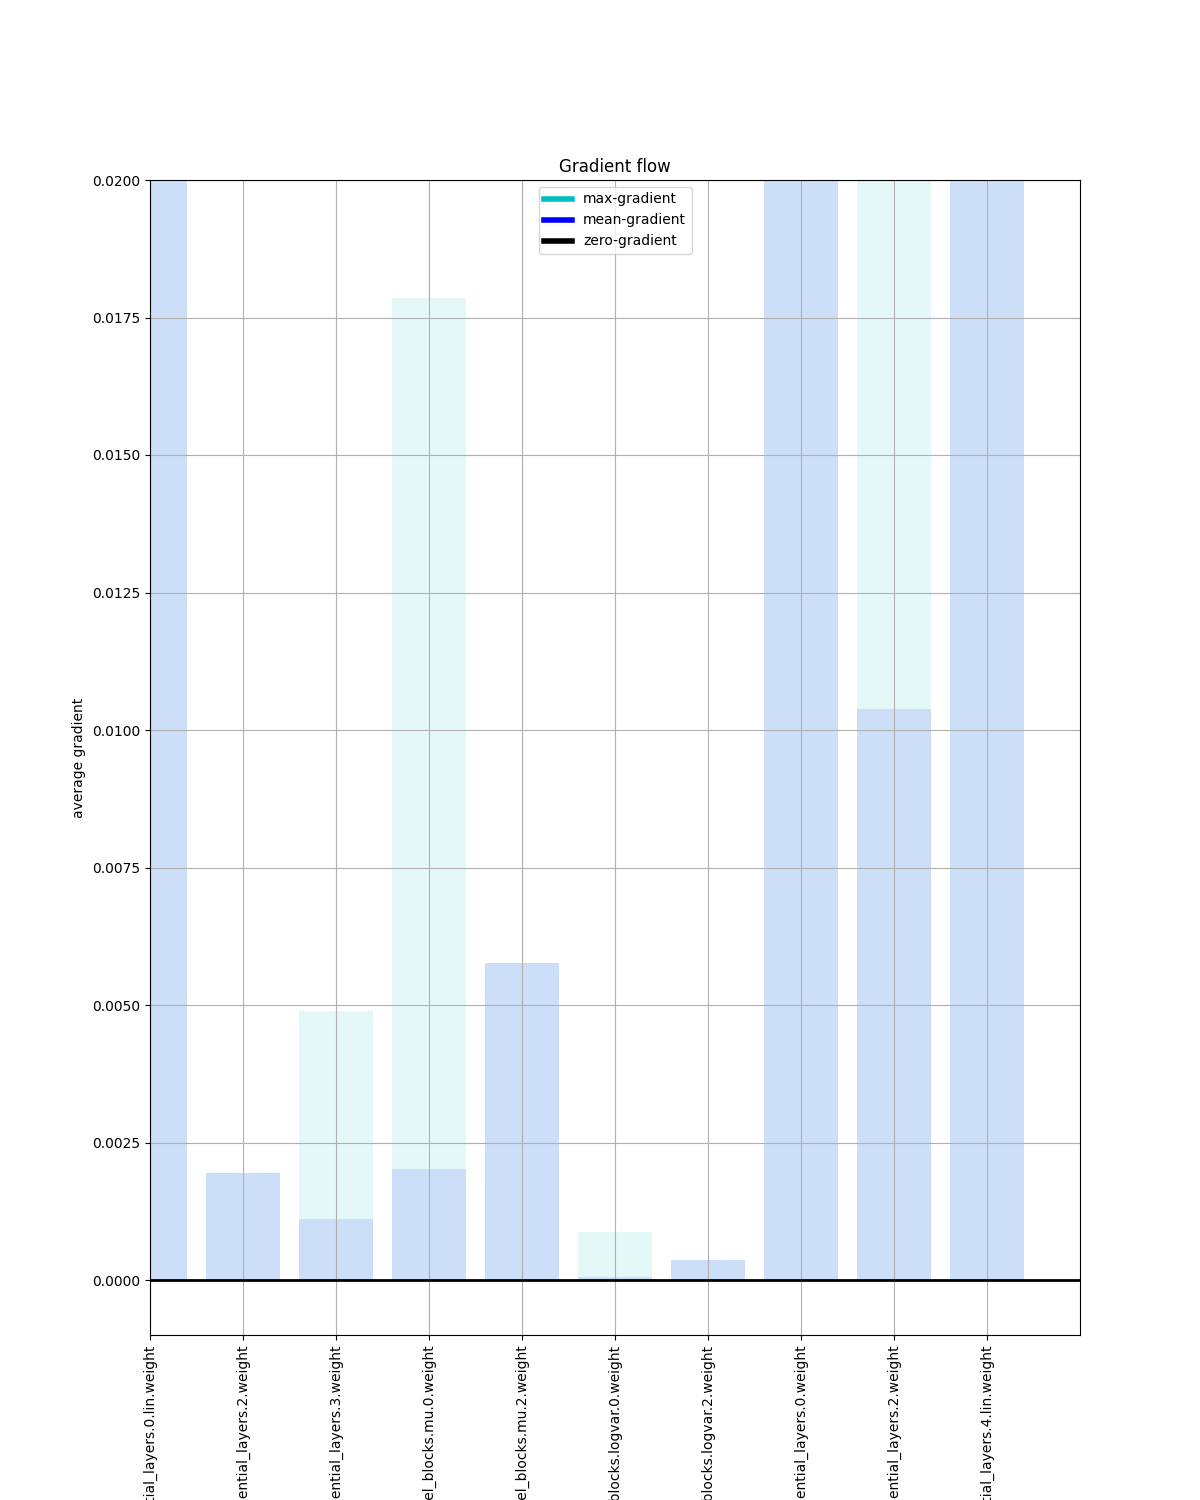 Gradient flow
max-gradient
mean-gradient
zero-gradient
0.0200
0.0175
0.0150
0.0125
0.0100
0.0075
0.0050
0.0025
0.0000
average gradient
tial_layers.0.lin.weight
ential_layers.2.weight
ential_layers.3.weight
el_blocks.mu.0.weight
el_blocks.mu.2.weight
blocks.logvar.0.weight
blocks.logvar.2.weight
ential_layers.0.weight
ential_layers.2.weight
tial_layers.4.lin.weight